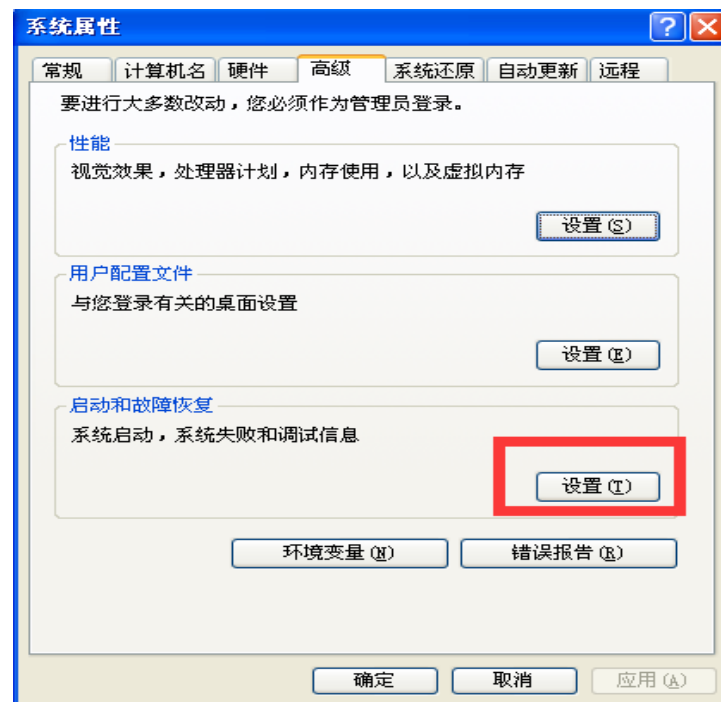 系统属性
常规 计算机名 硬件 高级 系统还原 自动更新 远程
要进行大多数改动，您必须作为管理员登录。
性能
视觉效果，处理器计划，内存使用，以及虚拟内存
设置(S)
用户配置文件
与您登录有关的桌面设置
设置(E)
启动和故障恢复
系统启动，系统失败和调试信息
设置(T)
环境变量(N) 错误报告(R)
确定 取消 应用(A)